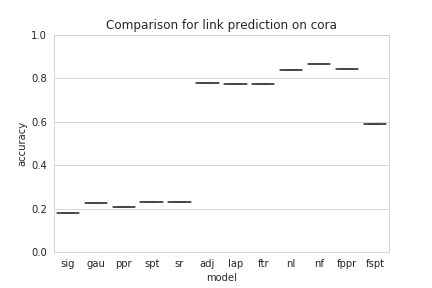 Comparison for link prediction on cora
1.0
0.8
0.6
0.4
0.2
0.0
accuracy
sig gau ppr spt sr adj lap ftr nl nf fppr fspt
model